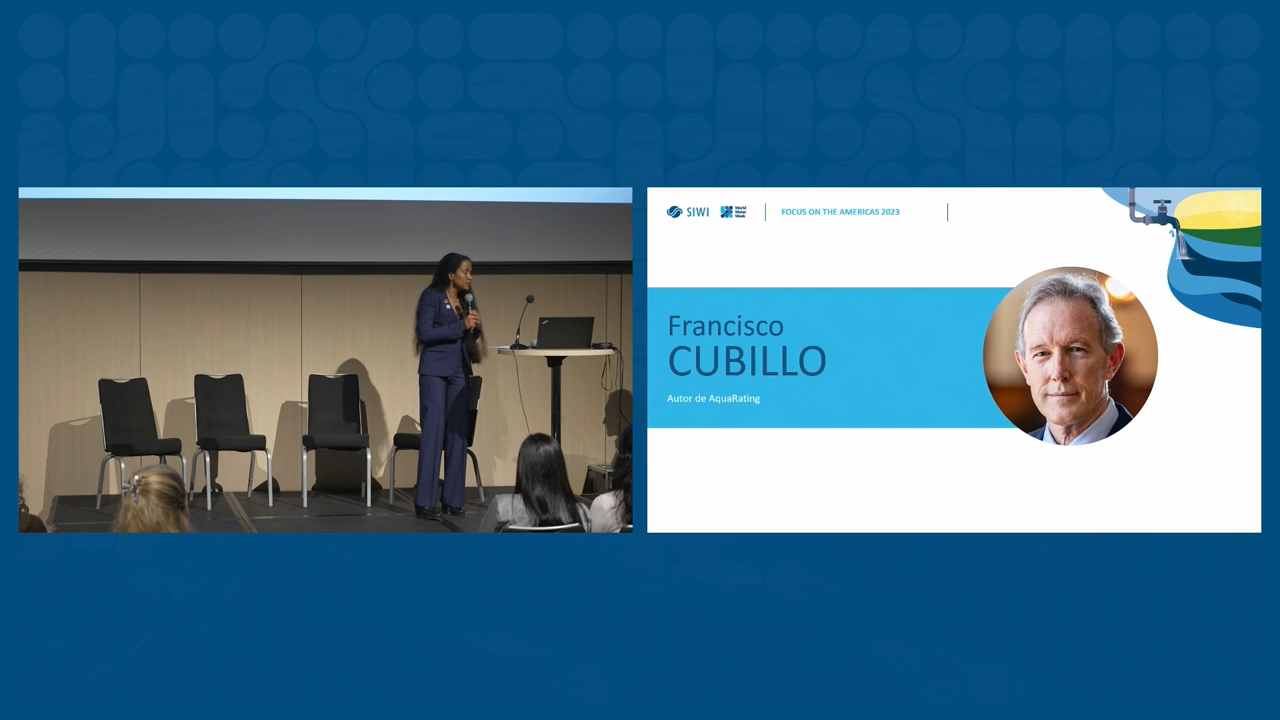 SIWI
World
Water
Week
FOCUS ON THE AMERICAS 2023
Francisco
CUBILLO
Autor de AquaRating